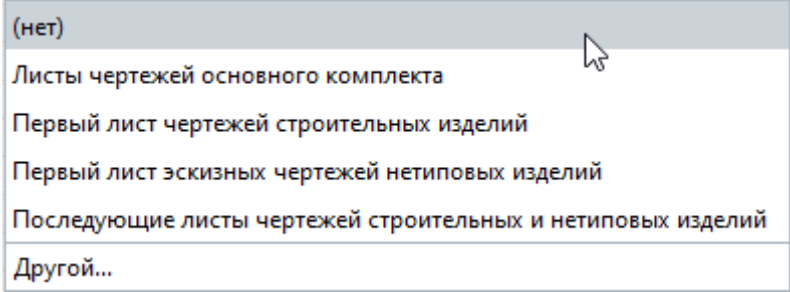 (нет)
Листы чертежей основного комплекта
Первый лист чертежей строительных изделий
Первый лист эскизных чертежей нетиповых изделий
Последующие листы чертежей строительных и нетиповых изделий
Другой...